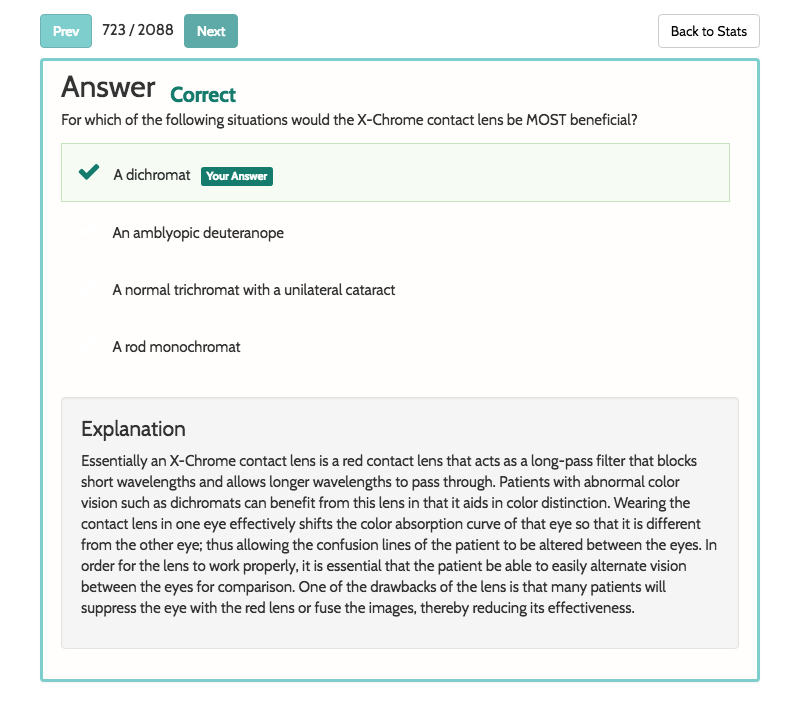 Prev 723 / 2088 Next Back to Stats
Answer Correct
For which of the following situations would the X-Chrome contact lens be MOST beneficial?
A dichromat Your Answer
An amblyopic deuteranope
A normal trichromat with a unilateral cataract
A rod monochromat
Explanation
Essentially an X-Chrome contact lens is a red contact lens that acts as a long-pass filter that blocks
short wavelengths and allows longer wavelengths to pass through. Patients with abnormal color
vision such as dichromats can benefit from this lens in that it aids in color distinction. Wearing the
contact lens in one eye effectively shifts the color absorption curve of that eye so that it is different
from the other eye; thus allowing the confusion lines of the patient to be altered between the eyes. In
order for the lens to work properly, it is essential that the patient be able to easily alternate vision
between the eyes for comparison. One of the drawbacks of the lens is that many patients will
suppress the eye with the red lens or fuse the images, thereby reducing its effectiveness.